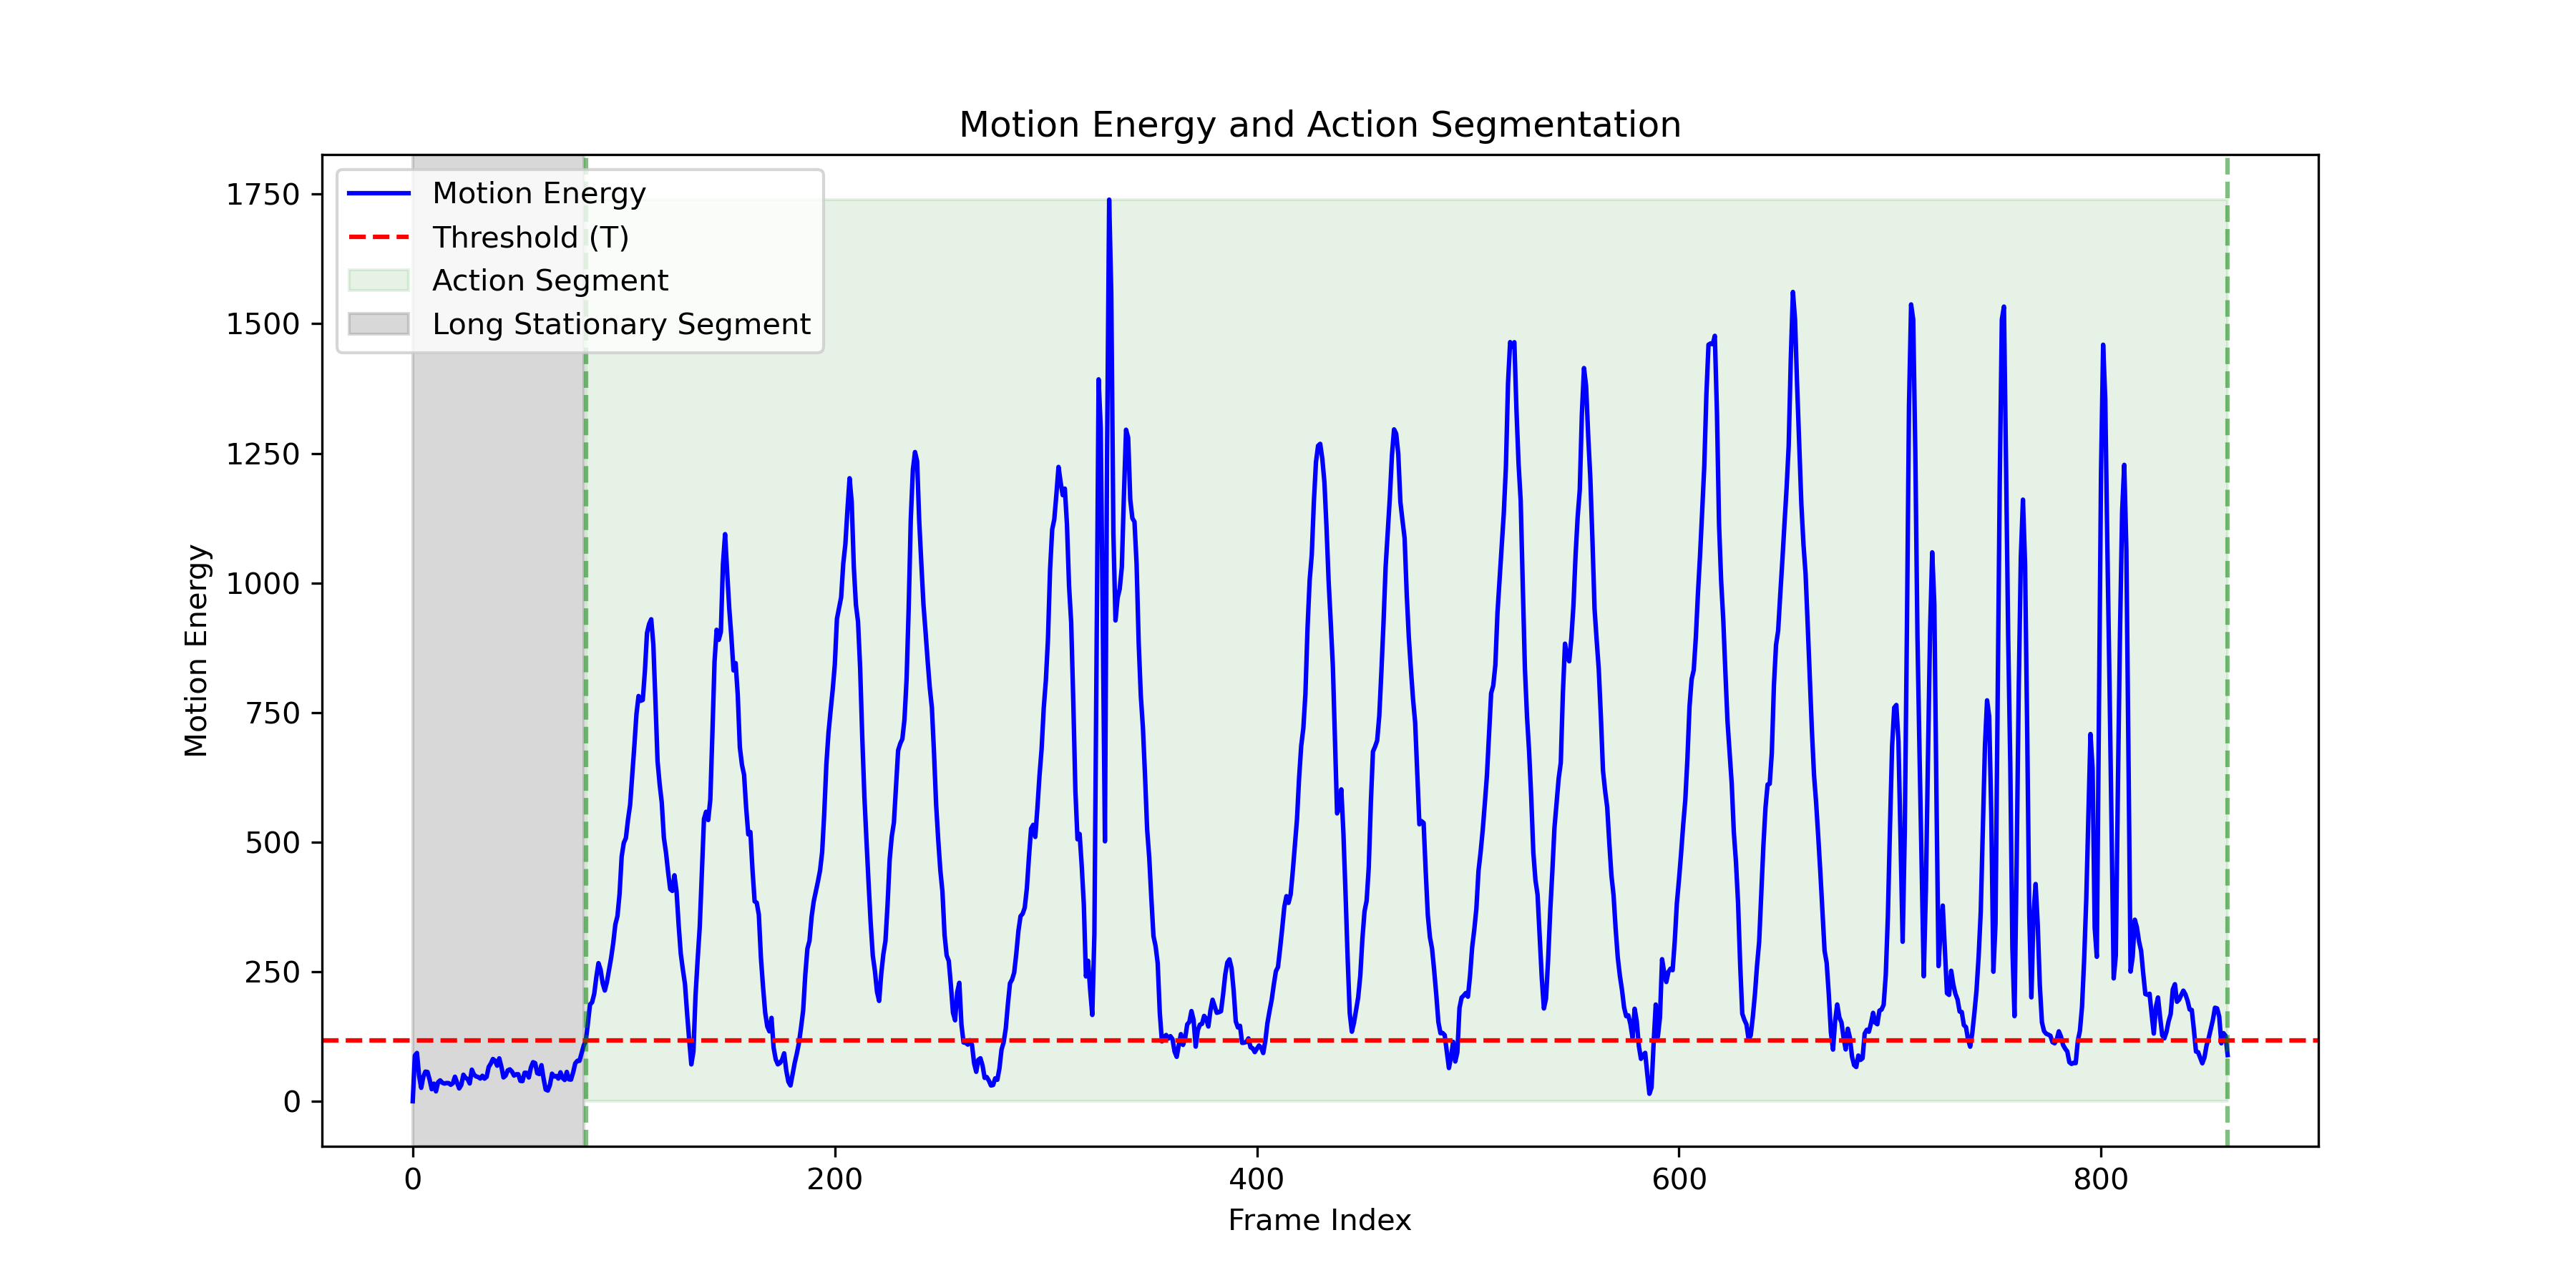 Motion Energy and Action Segmentation
Motion Energy
Threshold (T)
Action Segment
Long Stationary Segment
1750
1500
1250
1000
750
500
250
0
Motion Energy
0 200 400 600 800
Frame Index